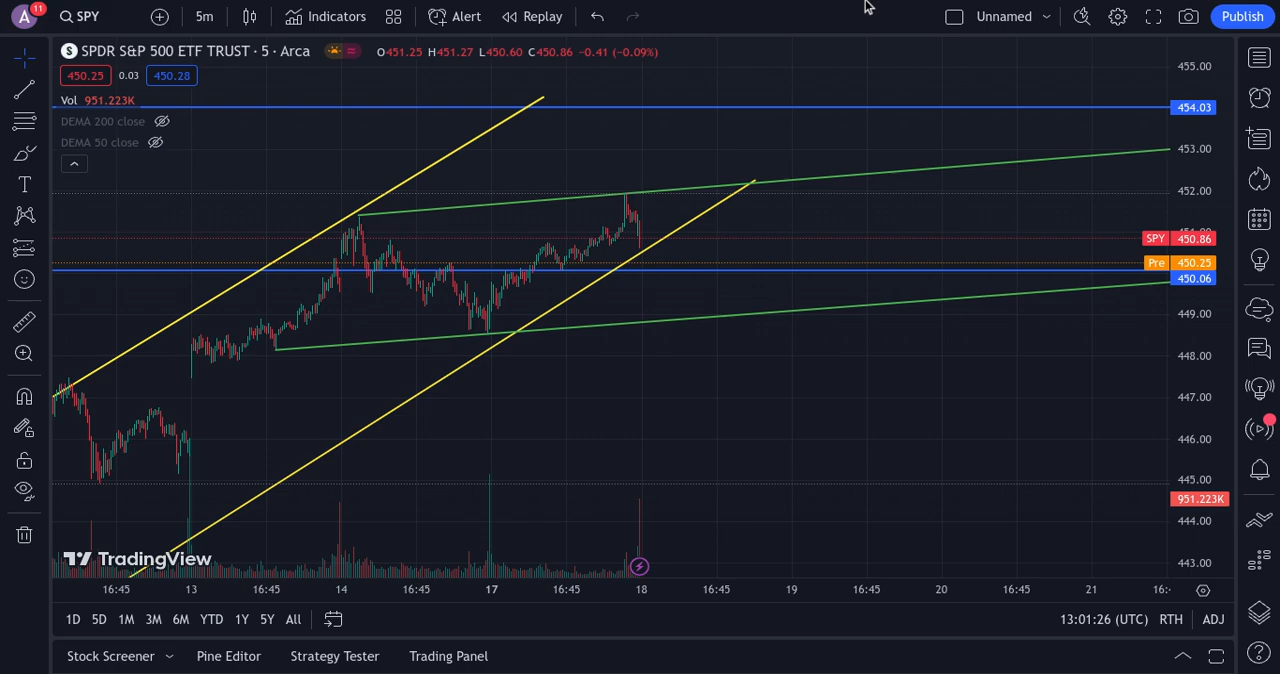 A 11 SPY 5m Indicators Alert Replay Unnamed Publish
S SPDR S&P 500 ETF TRUST · 5 · Arca O451.25 H451.27 L450.60 C450.86 −0.41 (−0.09%)
450.25 0.03 450.28
Vol 951.223K
DEMA 200 close
DEMA 50 close
455.00
454.03
453.00
452.00
SPY 450.86
Pre 450.25
450.06
449.00
448.00
447.00
446.00
445.00
951.223K
444.00
443.00
TradingView
16:45 13 16:45 14 16:45 17 16:45 18 16:45 19 16:45 20 16:45 21 16:
1D 5D 1M 3M 6M YTD 1Y 5Y All 13:01:26 (UTC) RTH ADJ
Stock Screener Pine Editor Strategy Tester Trading Panel